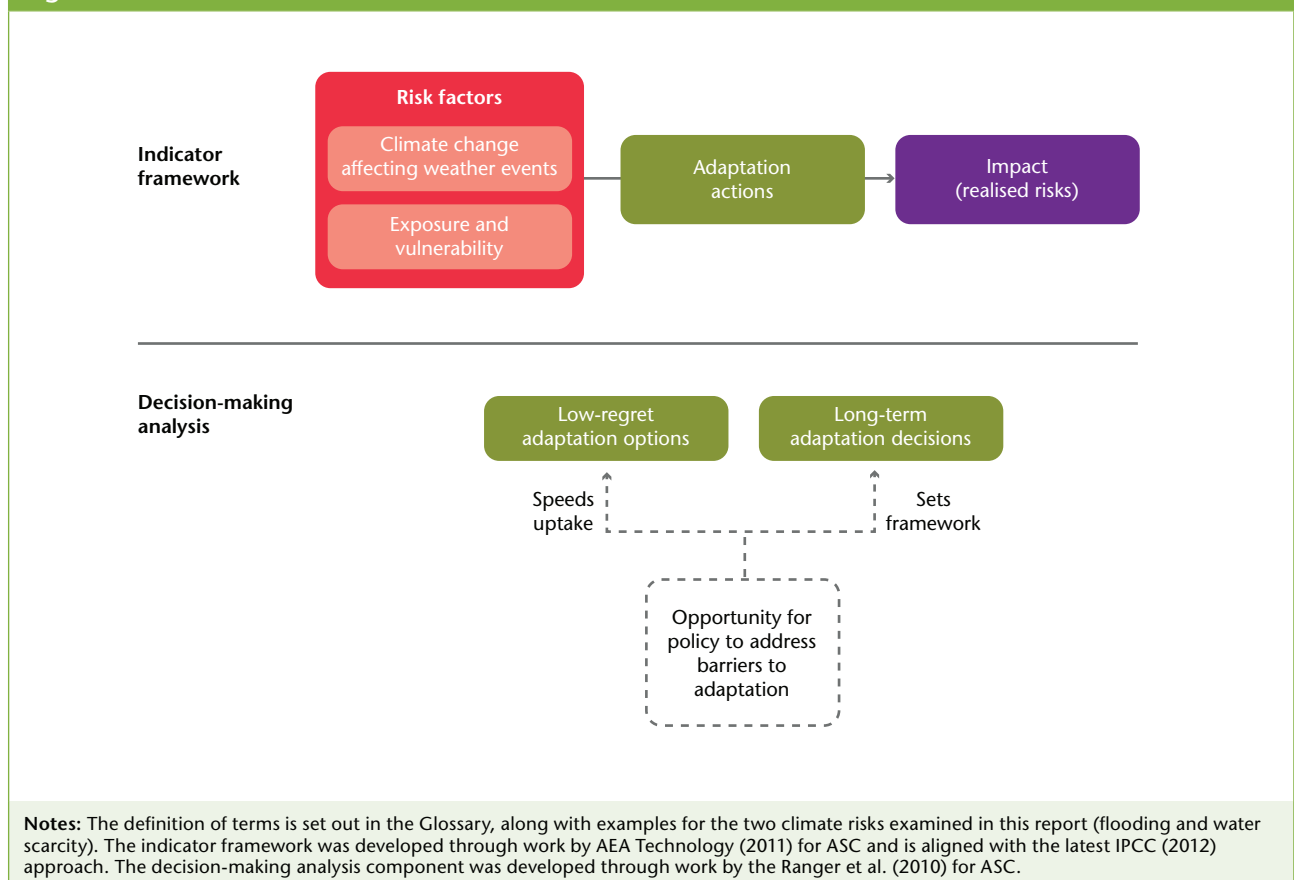 Risk factors
Climate change
affecting weather events
Exposure and
vulnerability
Indicator
framework
Adaptation
actions
Impact
(realised risks)
Decision-making
analysis
Low-regret
adaptation options
Long-term
adaptation decisions
Speeds
uptake
Sets
framework
Opportunity for
policy to address
barriers to
adaptation
Notes: The definition of terms is set out in the Glossary, along with examples for the two climate risks examined in this report (flooding and water
scarcity). The indicator framework was developed through work by AEA Technology (2011) for ASC and is aligned with the latest IPCC (2012)
approach. The decision-making analysis component was developed through work by the Ranger et al. (2010) for ASC.